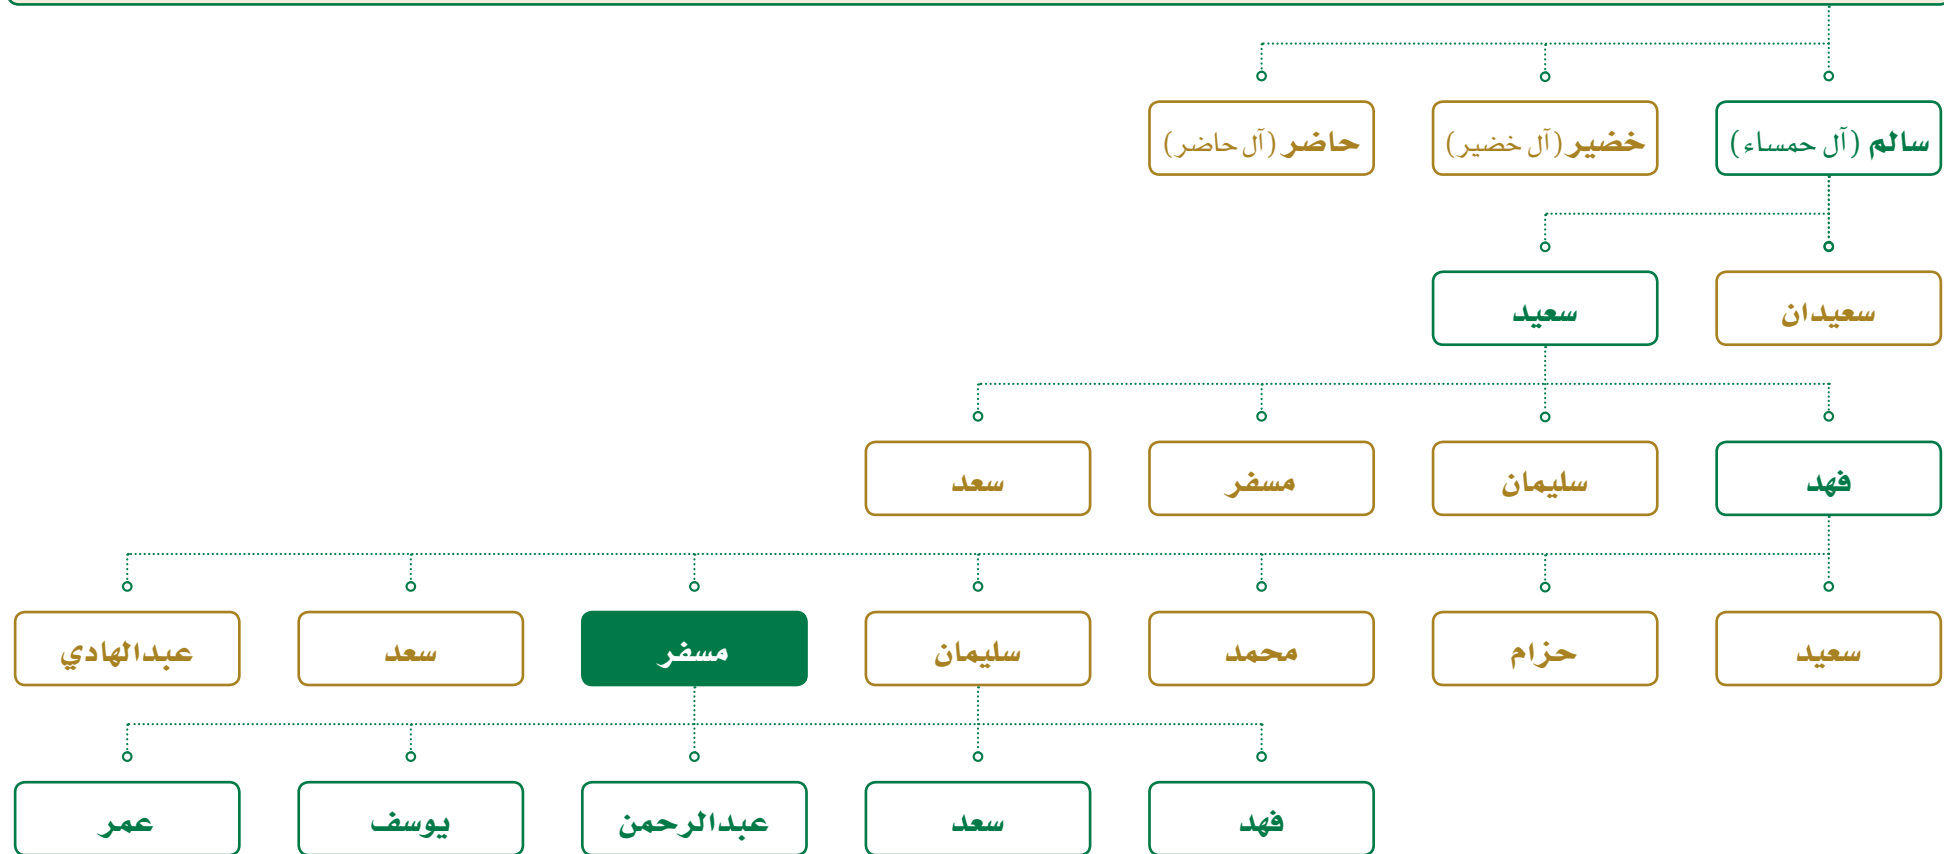 سالم (آل حمساء) خضير (آل خضير) حاضر (آل حاضر)
سعيدان سعيد
فهد سليمان مسفر سعد
سعيد حزام محمد سليمان مسفر سعد عبدالهادي
فهد سعد عبدالرحمن يوسف عمر